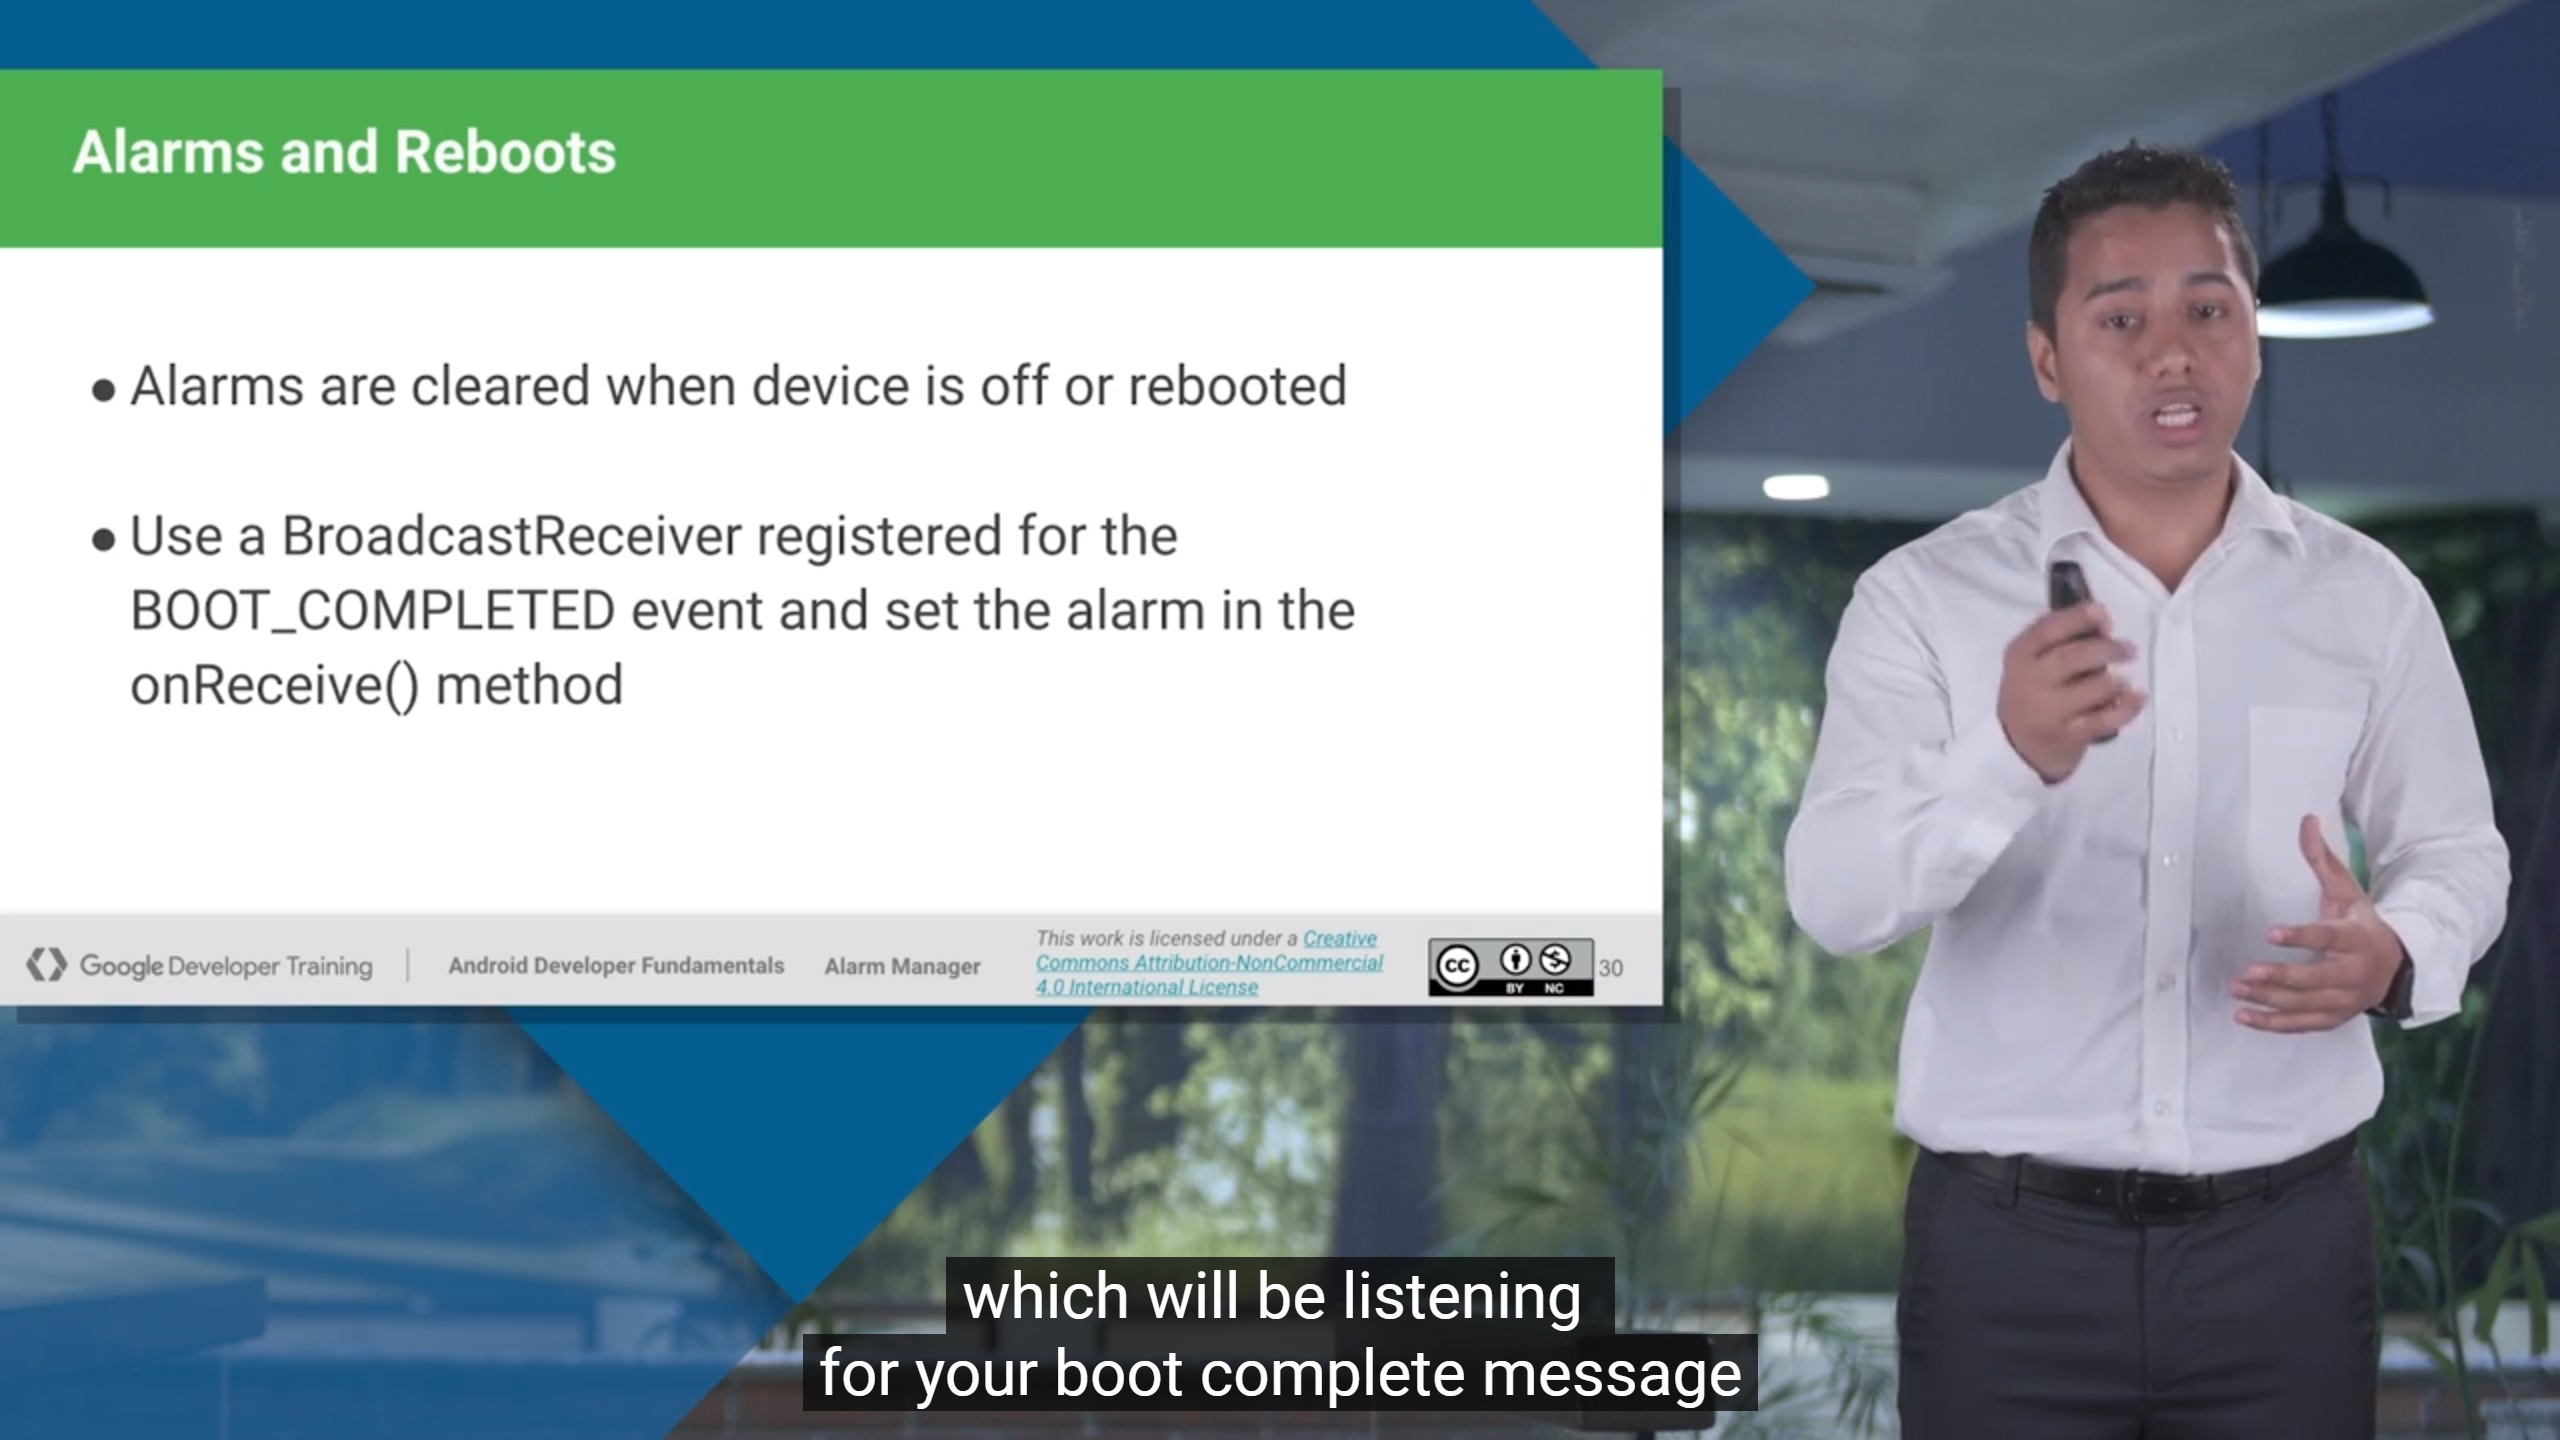 Alarms and Reboots
● Alarms are cleared when device is off or rebooted
● Use a BroadcastReceiver registered for the
BOOT_COMPLETED event and set the alarm in the
onReceive() method
Google Developer Training
Android Developer Fundamentals
Alarm Manager
This work is licensed under a Creative
Commons Attribution-NonCommercial
4.0 International License
CC BY NC
30
which will be listening
for your boot complete message